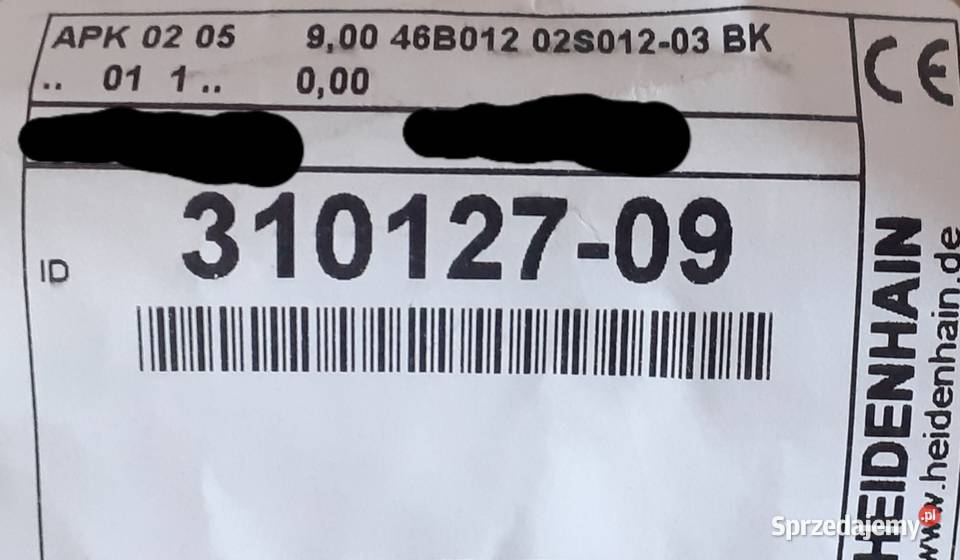 APK 02 05 9,00 46B012 02S012-03 BK
.. 01 1 .. 0,00
ID 310127-09
CE
HEIDENHAIN
www.heidenhain.de
Sprzedajemy.pl